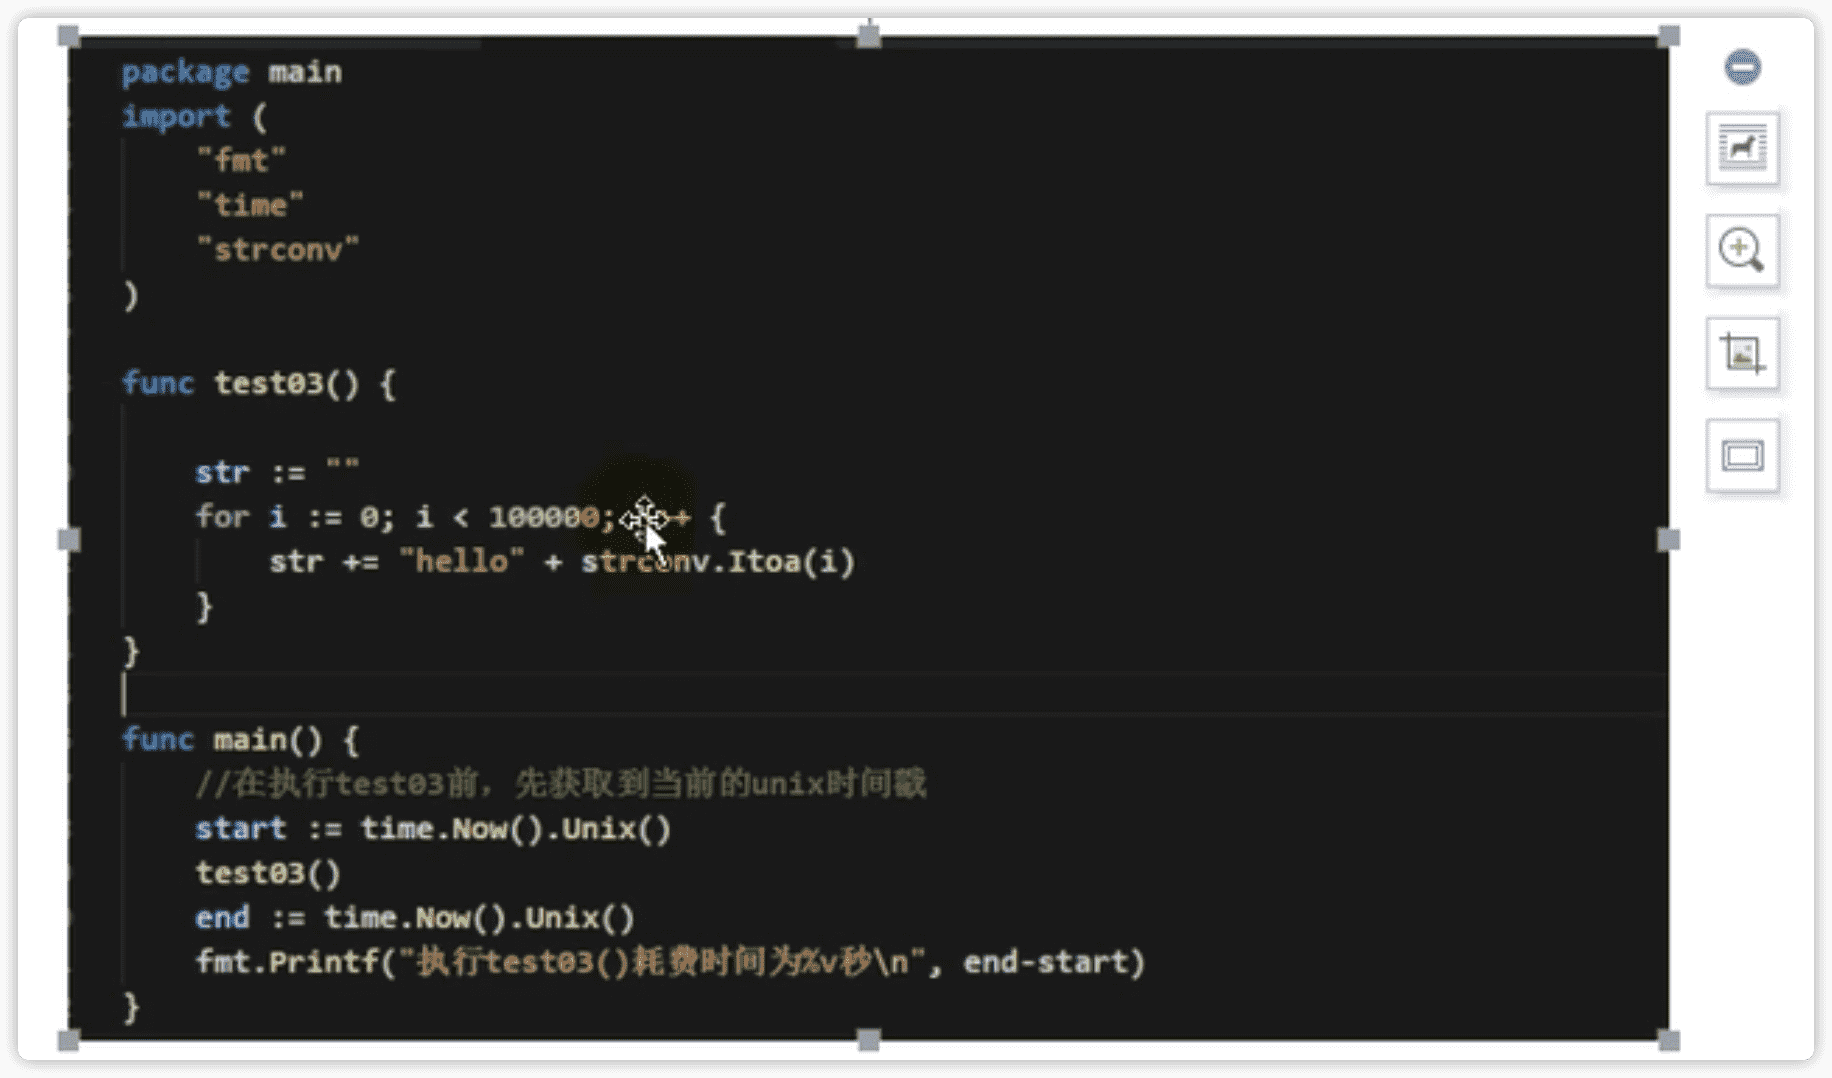 package main
import (
"fmt"
"time"
"strconv"
)
func test03() {
str := ""
for i := 0; i < 100000; ++ {
str += "hello" + strconv.Itoa(i)
}
}
func main() {
//在执行test03前，先获取到当前的unix时间戳
start := time.Now().Unix()
test03()
end := time.Now().Unix()
fmt.Printf("执行test03()耗费时间为%v秒\n", end-start)
}